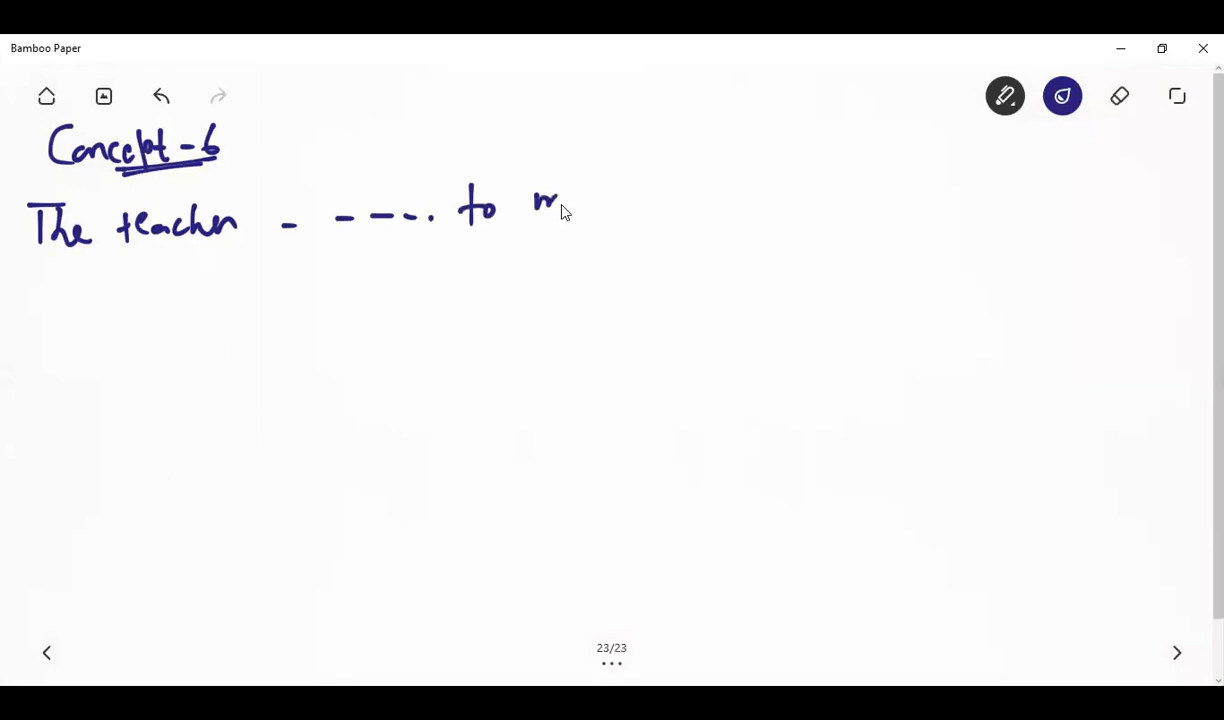 Bamboo Paper
Concept - 6
The teacher - - - - . to
23/23